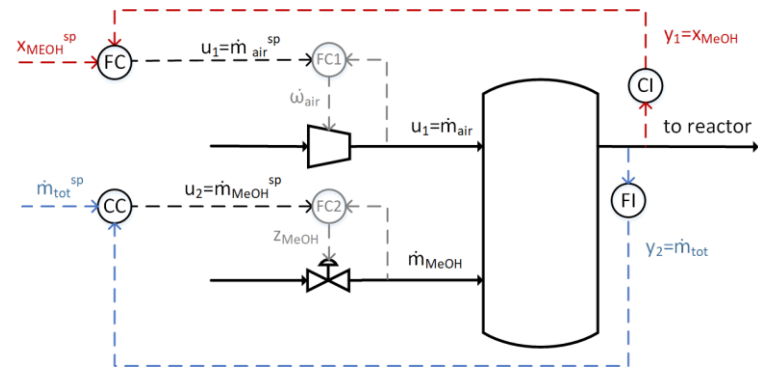 x_MEOH^sp
FC
u₁=ṁ_air^sp
FC1
y₁=x_MeOH
CI
ω̇_air
u₁=ṁ_air
to reactor
ṁ_tot^sp
CC
u₂=ṁ_MeOH^sp
FC2
FI
z_MeOH
ṁ_MeOH
y₂=ṁ_tot